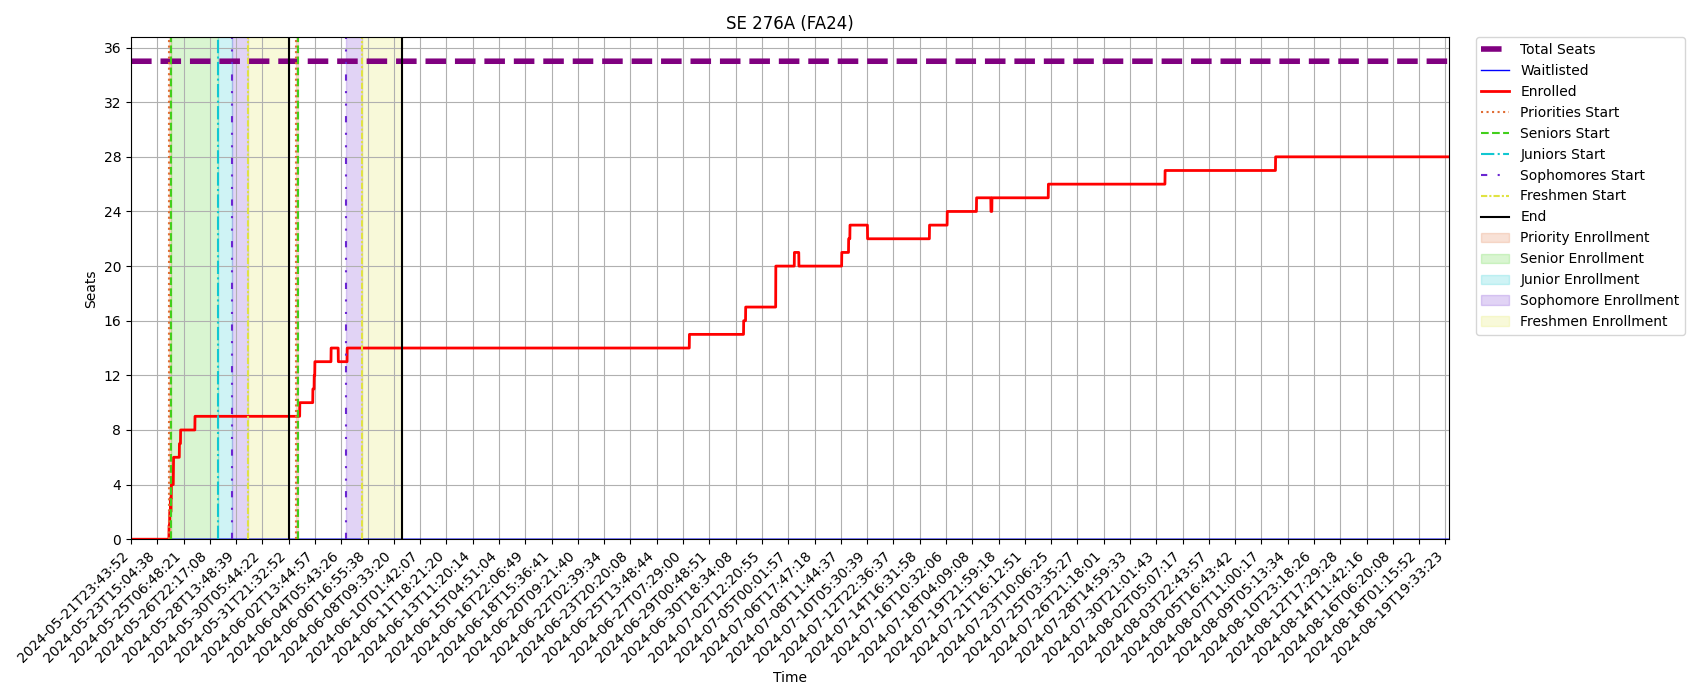 SE 276A (FA24)
Seats
36
32
28
24
20
16
12
8
4
0
2024-05-21T23:43:52
2024-05-23T15:04:38
2024-05-25T06:48:21
2024-05-26T22:17:08
2024-05-28T13:48:39
2024-05-30T05:44:22
2024-05-31T21:32:52
2024-06-02T13:44:57
2024-06-04T05:43:26
2024-06-06T16:55:38
2024-06-08T09:33:20
2024-06-10T01:42:07
2024-06-11T18:21:20
2024-06-13T11:20:14
2024-06-15T04:51:04
2024-06-16T22:06:49
2024-06-18T15:36:41
2024-06-20T09:21:40
2024-06-22T02:39:34
2024-06-23T20:20:08
2024-06-25T13:48:44
2024-06-27T07:29:00
2024-06-29T00:48:51
2024-06-30T18:34:08
2024-07-02T12:20:55
2024-07-05T00:01:57
2024-07-06T17:47:18
2024-07-08T11:44:37
2024-07-10T05:30:39
2024-07-12T22:36:37
2024-07-14T16:31:58
2024-07-16T10:32:06
2024-07-18T04:09:08
2024-07-19T21:59:18
2024-07-21T16:12:51
2024-07-23T10:06:25
2024-07-25T03:35:27
2024-07-26T21:18:01
2024-07-28T14:59:33
2024-07-30T21:01:43
2024-08-02T05:07:17
2024-08-03T22:43:57
2024-08-05T16:43:42
2024-08-07T11:00:17
2024-08-09T05:13:34
2024-08-10T23:18:26
2024-08-12T17:29:28
2024-08-14T11:42:16
2024-08-16T06:20:08
2024-08-18T01:15:52
2024-08-19T19:33:23
Time
Total Seats
Waitlisted
Enrolled
Priorities Start
Seniors Start
Juniors Start
Sophomores Start
Freshmen Start
End
Priority Enrollment
Senior Enrollment
Junior Enrollment
Sophomore Enrollment
Freshmen Enrollment